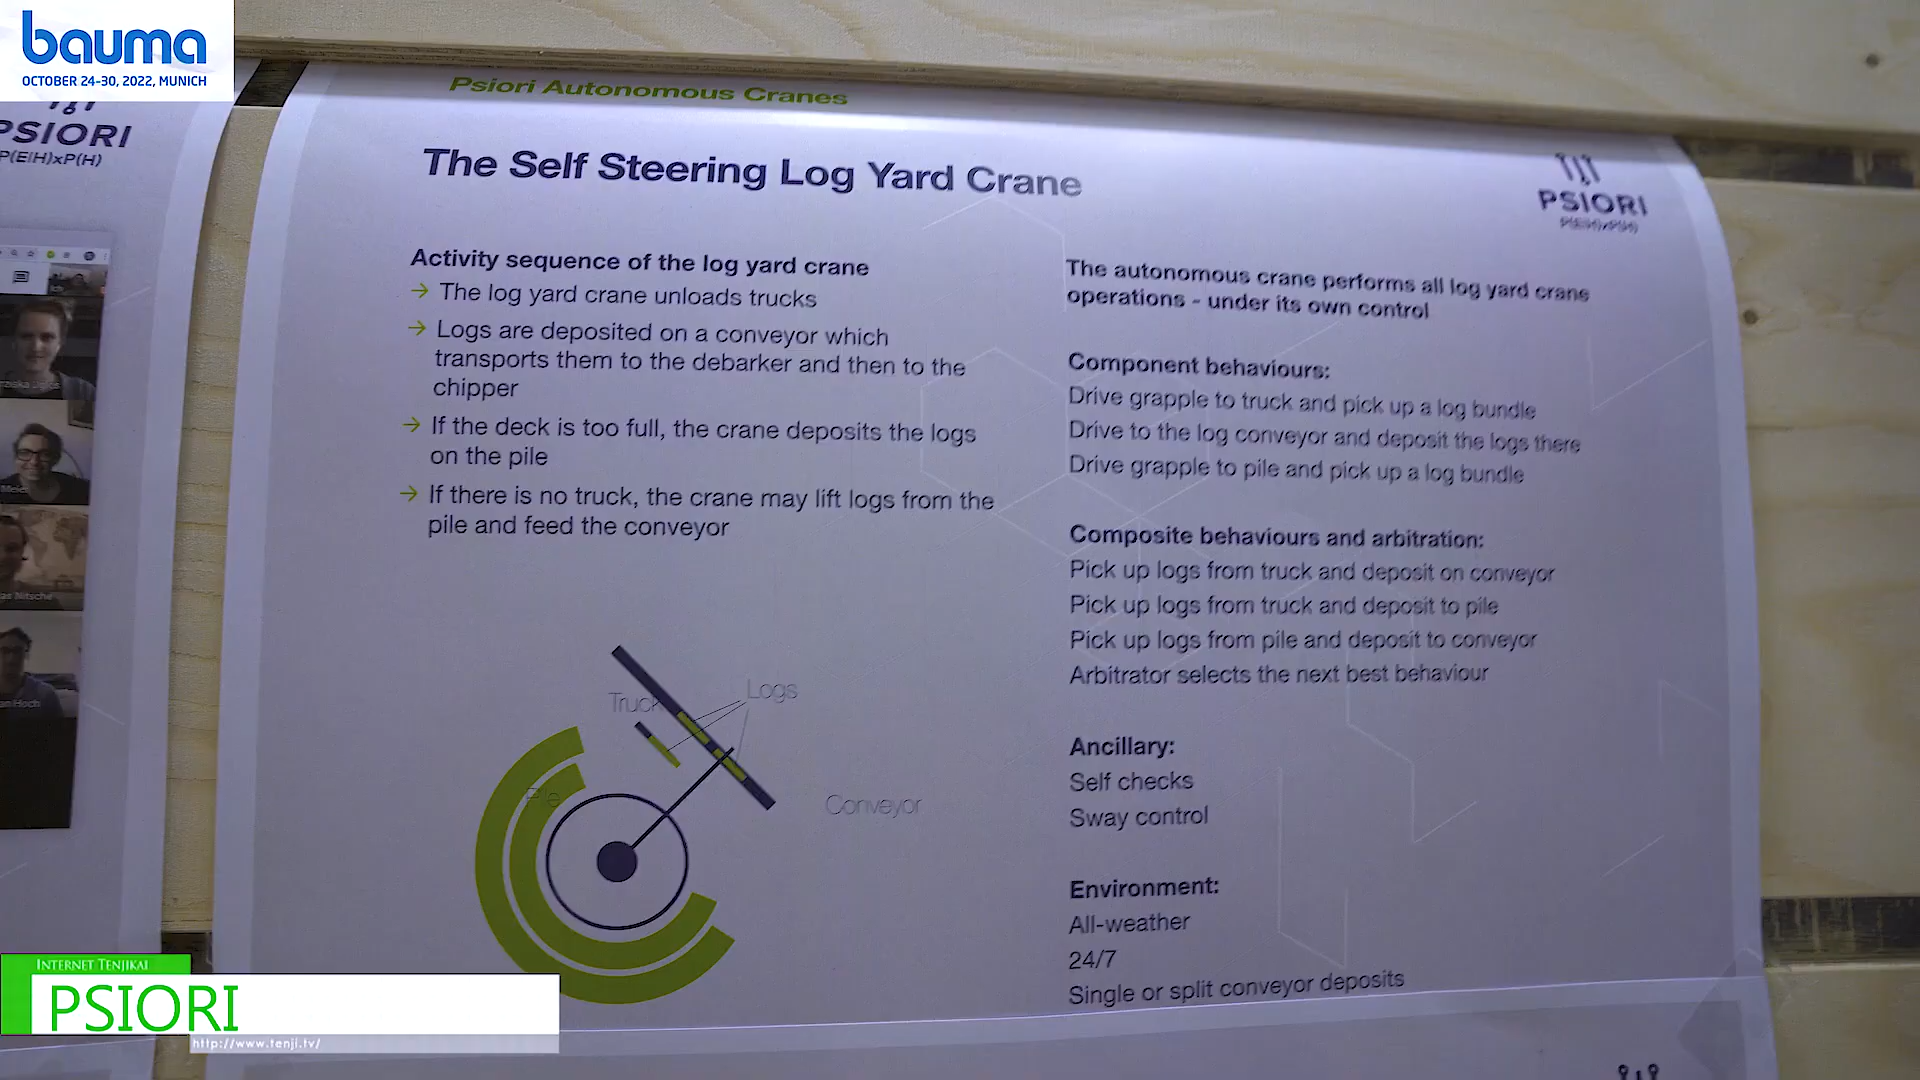 bauma
OCTOBER 24-30, 2022, MUNICH
PSIORI
P(E|H)xP(H)
Psiori Autonomous Cranes
The Self Steering Log Yard Crane
PSIORI
P(E|H)xP(H)
Activity sequence of the log yard crane
→ The log yard crane unloads trucks
→ Logs are deposited on a conveyor which
transports them to the debarker and then to the
chipper
→ If the deck is too full, the crane deposits the logs
on the pile
→ If there is no truck, the crane may lift logs from the
pile and feed the conveyor
Truck
Logs
Pile
Conveyor
The autonomous crane performs all log yard crane
operations - under its own control
Component behaviours:
Drive grapple to truck and pick up a log bundle
Drive to the log conveyor and deposit the logs there
Drive grapple to pile and pick up a log bundle
Composite behaviours and arbitration:
Pick up logs from truck and deposit on conveyor
Pick up logs from truck and deposit to pile
Pick up logs from pile and deposit to conveyor
Arbitrator selects the next best behaviour
Ancillary:
Self checks
Sway control
Environment:
All-weather
24/7
Single or split conveyor deposits
as Nitsche
an Hoch
INTERNET TENJIKAI
PSIORI
http://www.tenji.tv/